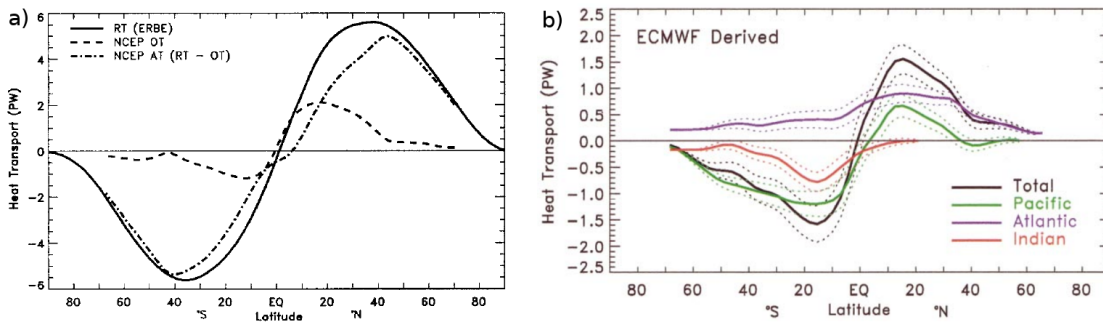 a)
RT (ERBE)
NCEP OT
NCEP AT (RT - OT)
Heat Transport (PW)
6
4
2
0
-2
-4
-6
80 60 40 20 EQ 20 40 60 80
°S Latitude °N
b)
ECMWF Derived
Heat Transport (PW)
2.5
2.0
1.5
1.0
0.5
0.0
-0.5
-1.0
-1.5
-2.0
-2.5
Total
Pacific
Atlantic
Indian
80 60 40 20 EQ 20 40 60 80
°S Latitude °N